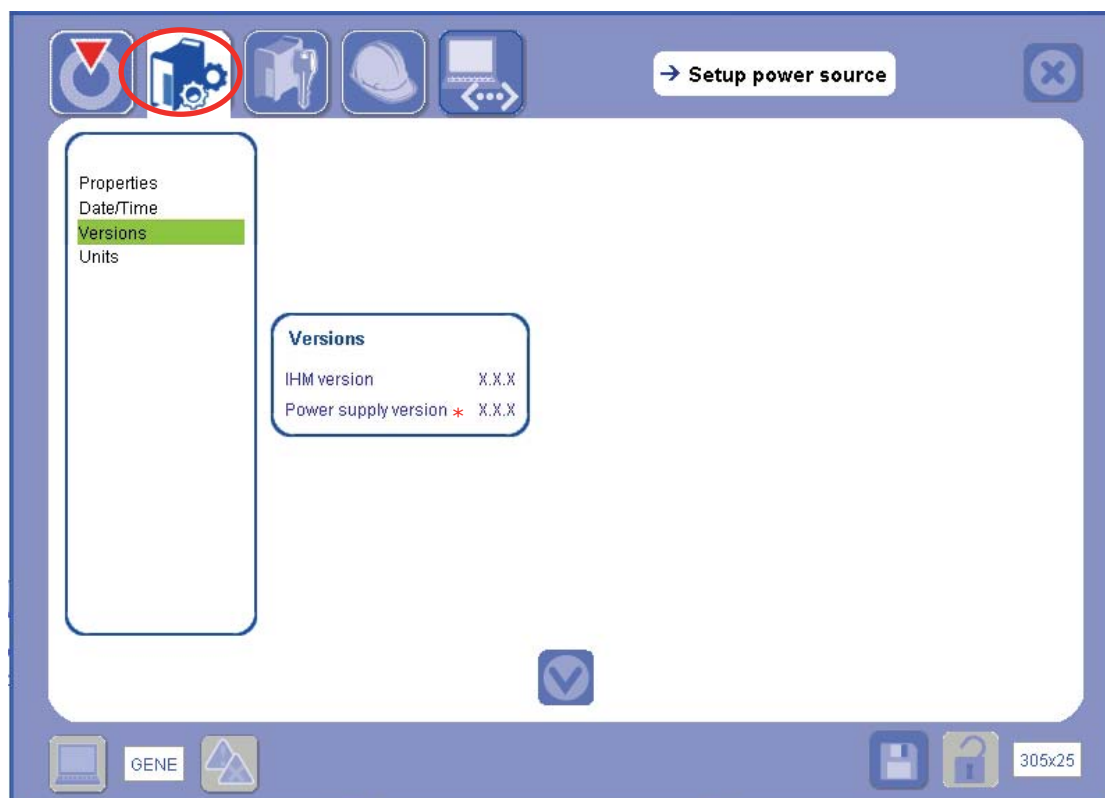 → Setup power source
Properties
Date/Time
Versions
Units
Versions
IHM version X.X.X
Power supply version * X.X.X
GENE
305x25